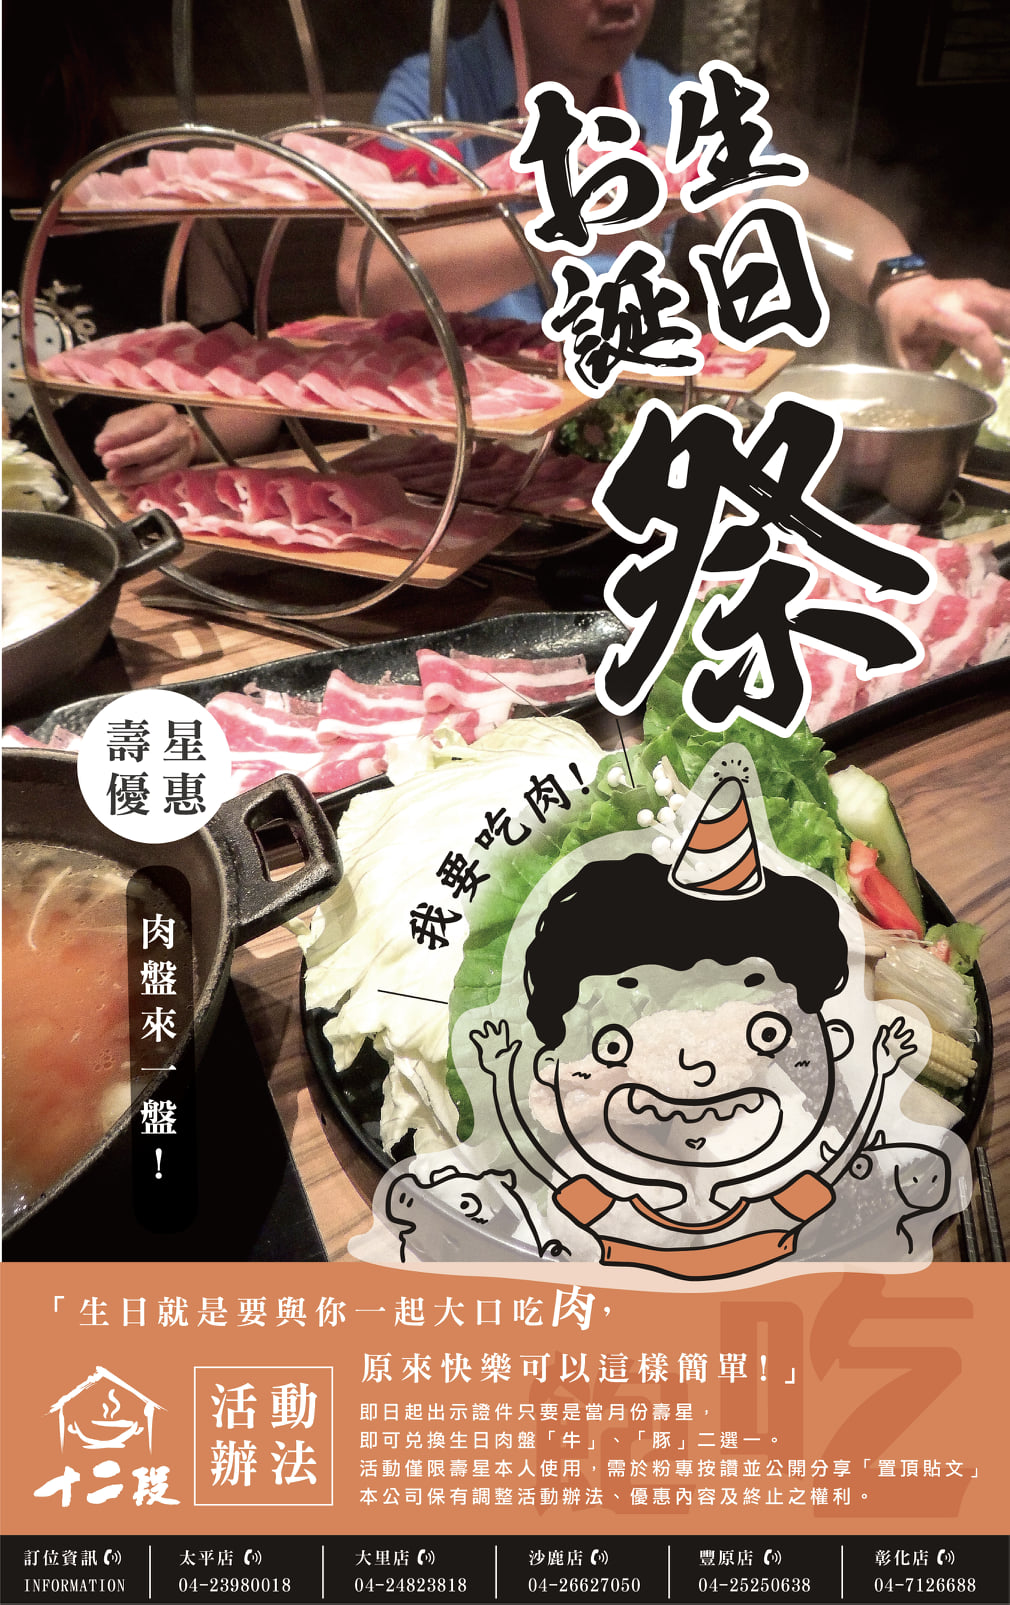 生日
お誕
祭
壽星
優惠
肉盤來一盤！
我要吃肉！
「生日就是要與你一起大口吃肉，
原來快樂可以這樣簡單！」
十二段
活動
辦法
即日起出示證件只要是當月份壽星，
即可兌換生日肉盤「牛」、「豚」二選一。
活動僅限壽星本人使用，需於粉專按讚並公開分享「置頂貼文」
本公司保有調整活動辦法、優惠內容及終止之權利。
吃
訂位資訊
INFORMATION
太平店
04-23980018
大里店
04-24823818
沙鹿店
04-26627050
豐原店
04-25250638
彰化店
04-7126688